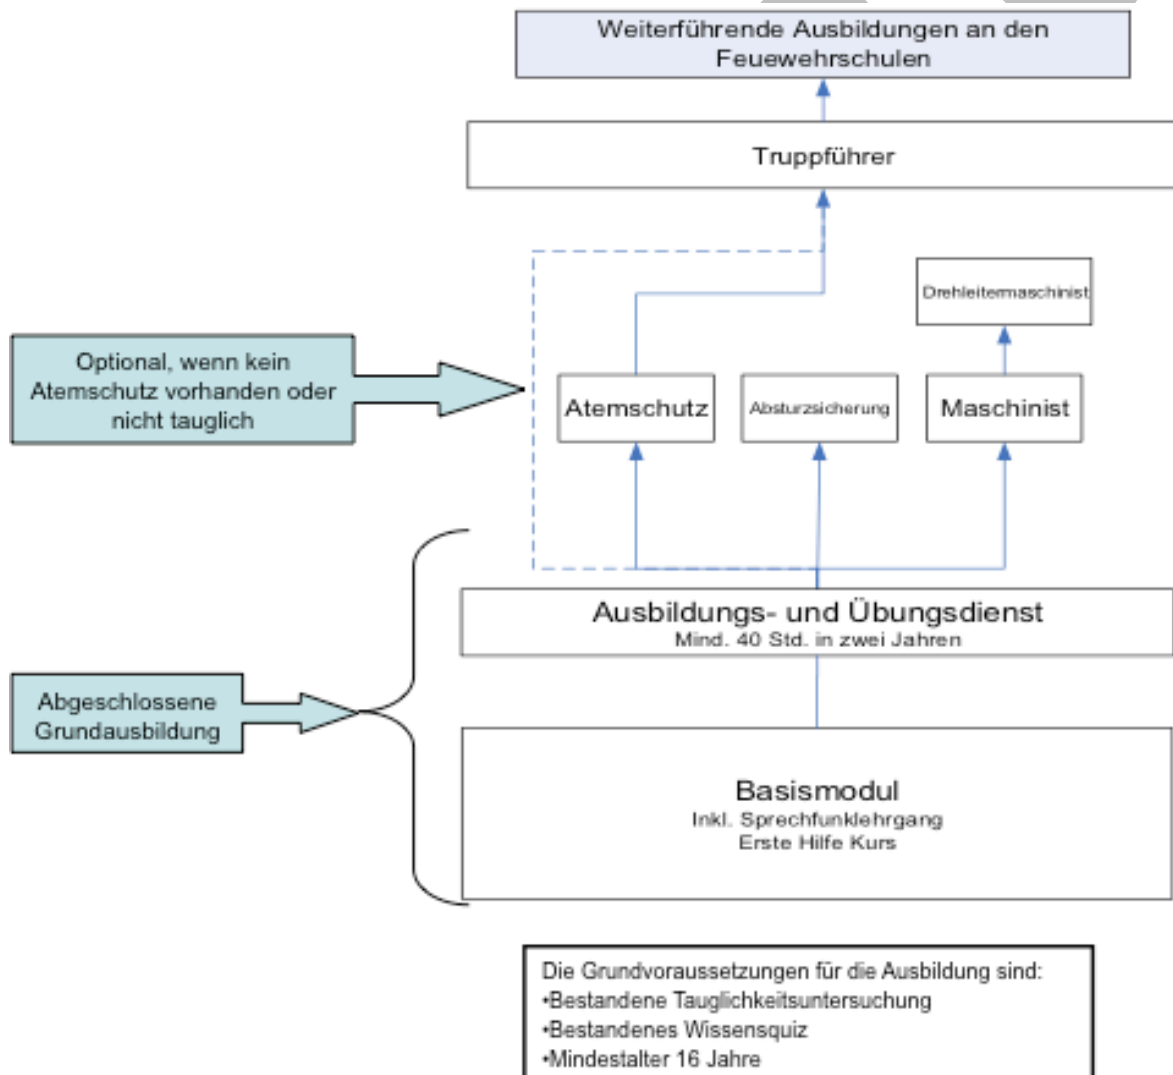 Weiterführende Ausbildungen an den
Feuewehrschulen
Truppführer
Drehleitermaschinist
Optional, wenn kein
Atemschutz vorhanden oder
nicht tauglich
Atemschutz
Absturzsicherung
Maschinist
Ausbildungs- und Übungsdienst
Mind. 40 Std. in zwei Jahren
Abgeschlossene
Grundausbildung
Basismodul
Inkl. Sprechfunklehrgang
Erste Hilfe Kurs
Die Grundvoraussetzungen für die Ausbildung sind:
•Bestandene Tauglichkeitsuntersuchung
•Bestandenes Wissensquiz
•Mindestalter 16 Jahre